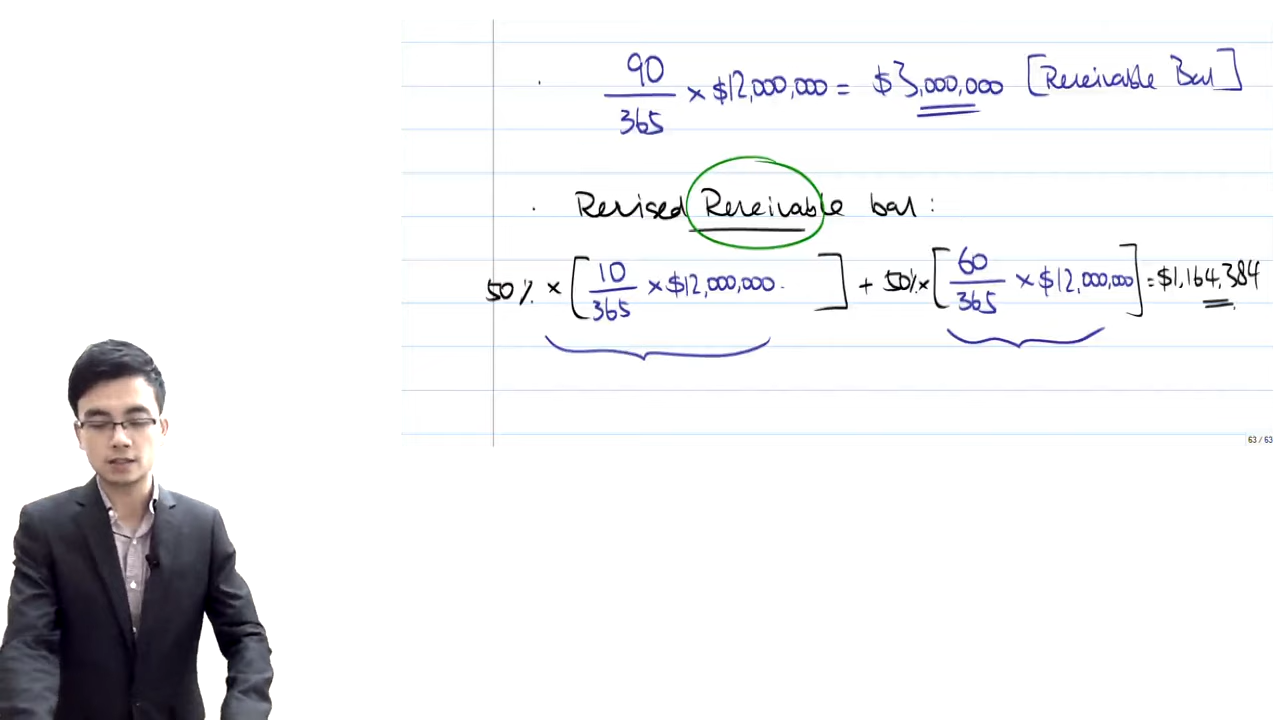 90/365 × $12,000,000 = $3,000,000 [Receivable Bal]
Revised Receivable bal:
50% × [10/365 × $12,000,000 ] + 50% × [60/365 × $12,000,000] = $1,164,384
63 / 63